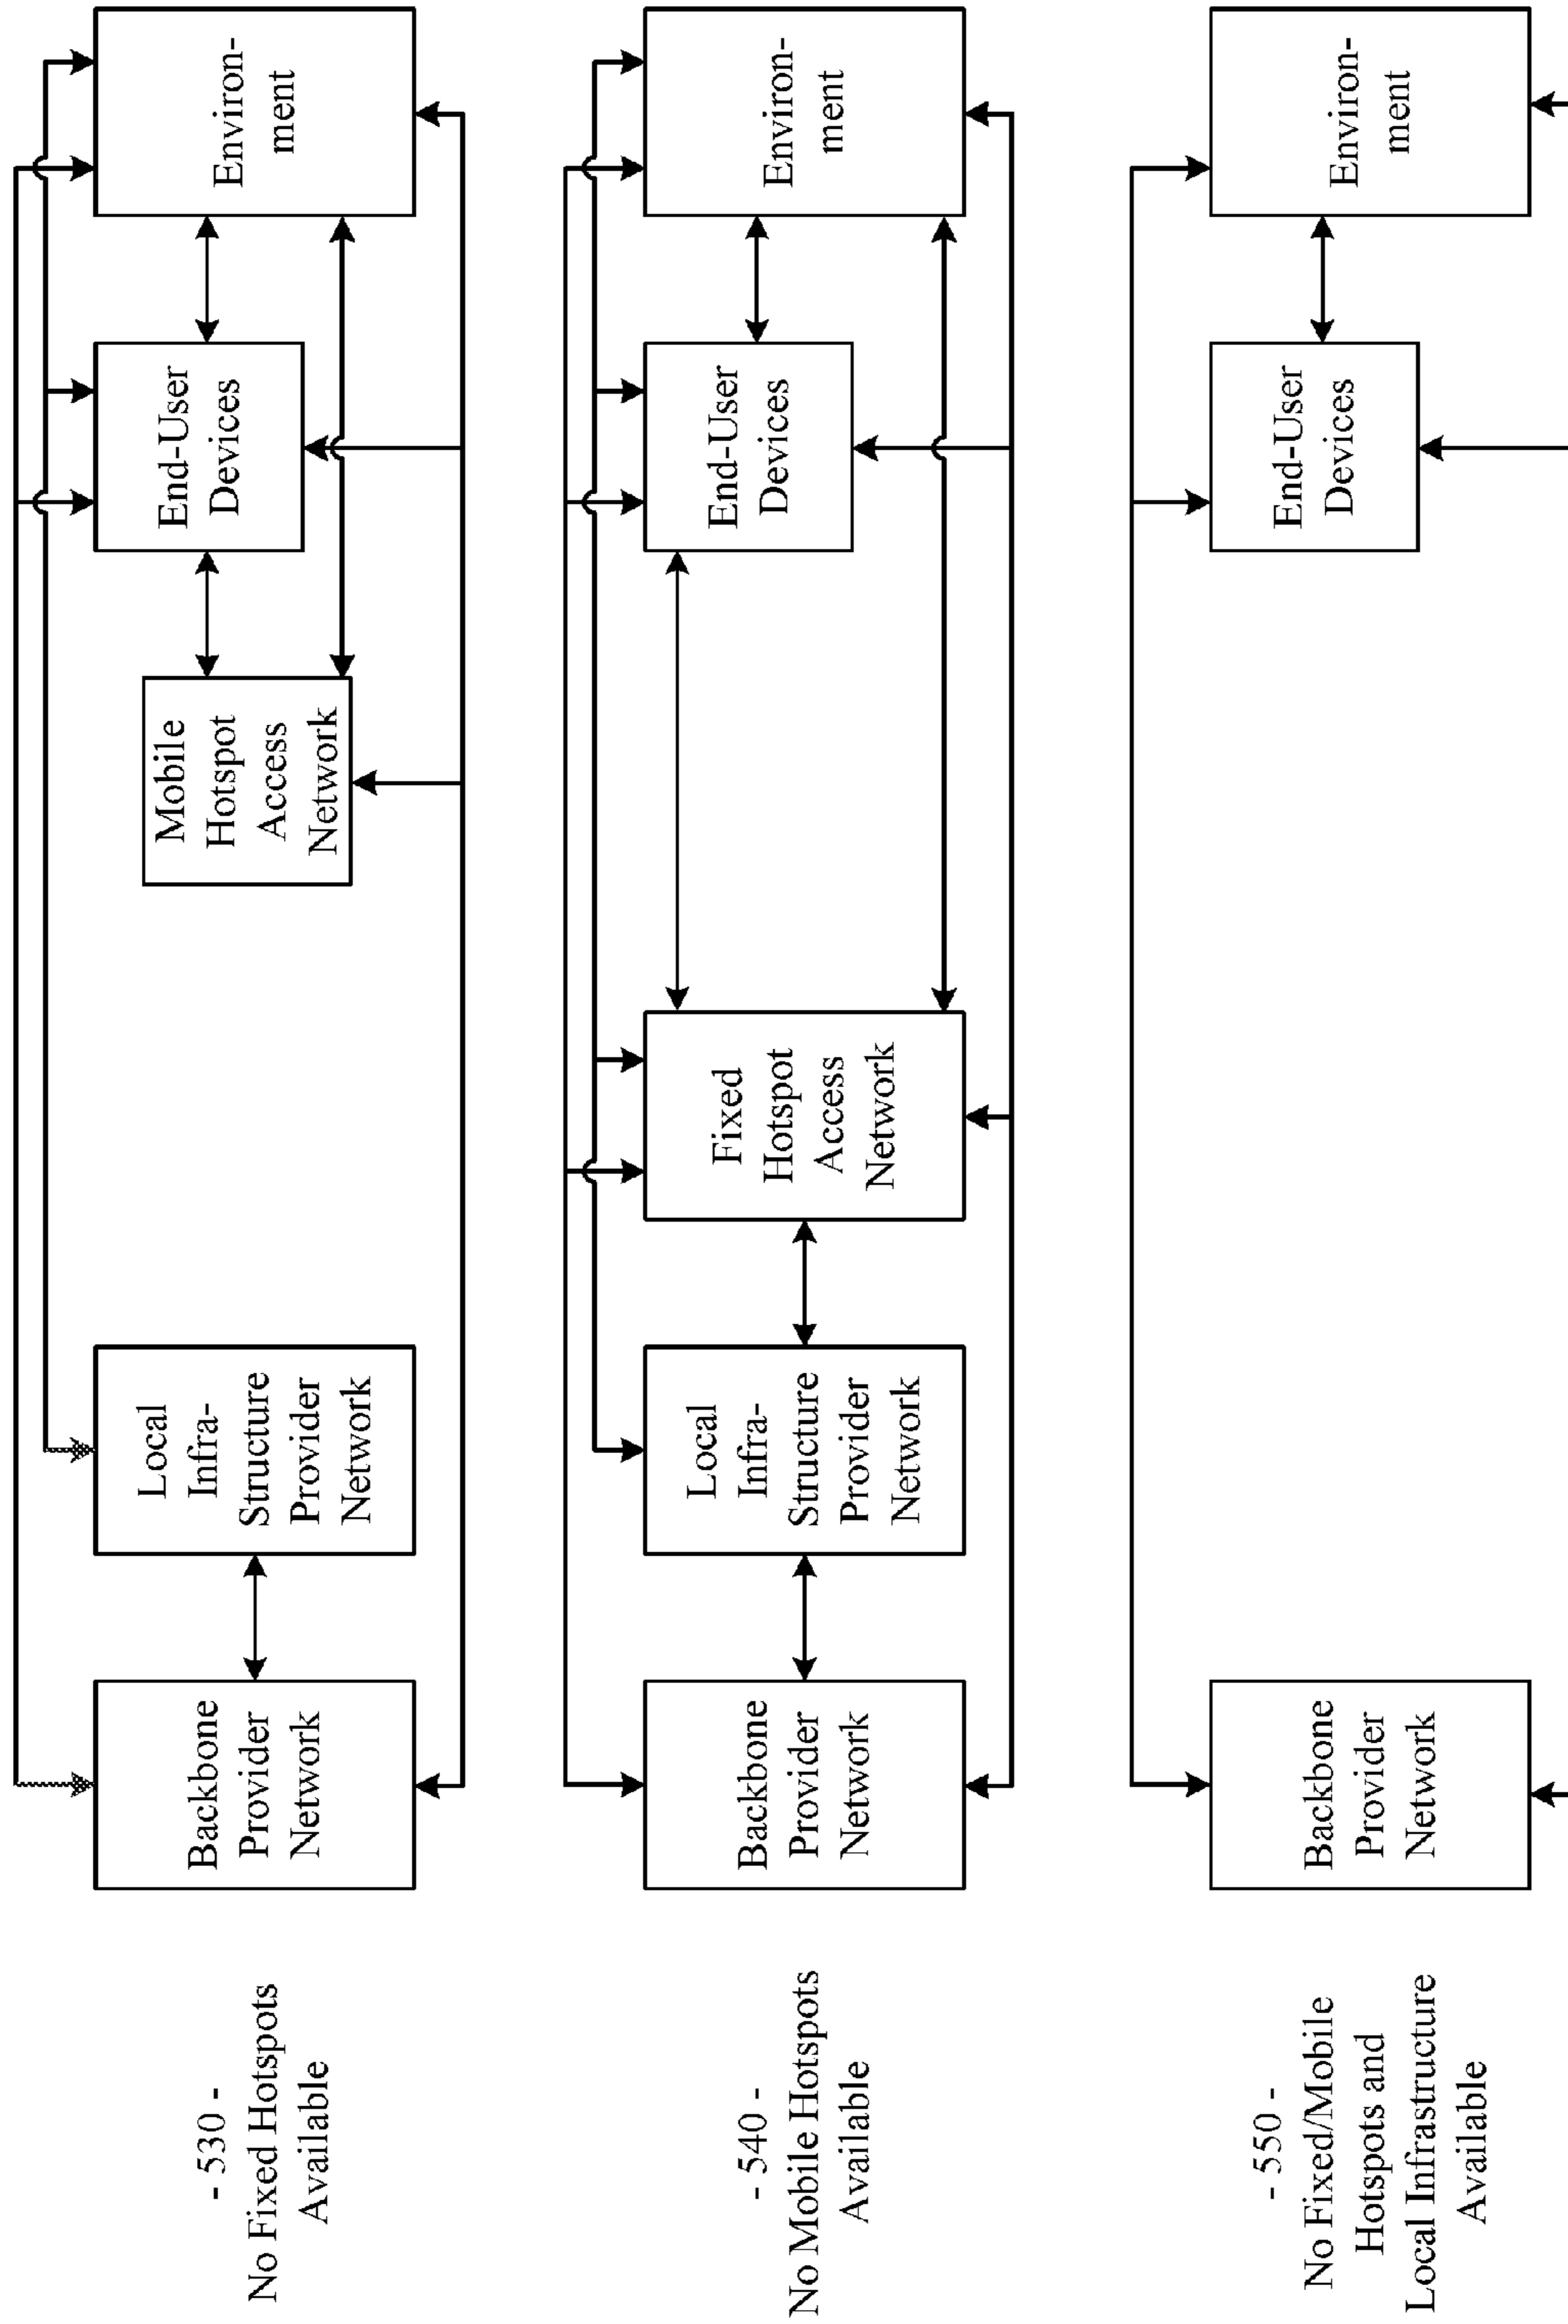 - 530 -
No Fixed Hotspots
Available
Backbone
Provider
Network
Local
Infra-
Structure
Provider
Network
Mobile
Hotspot
Access
Network
End-User
Devices
Environ-
ment
- 540 -
No Mobile Hotspots
Available
Backbone
Provider
Network
Local
Infra-
Structure
Provider
Network
Fixed
Hotspot
Access
Network
End-User
Devices
Environ-
ment
- 550 -
No Fixed/Mobile
Hotspots and
Local Infrastructure
Available
Backbone
Provider
Network
End-User
Devices
Environ-
ment